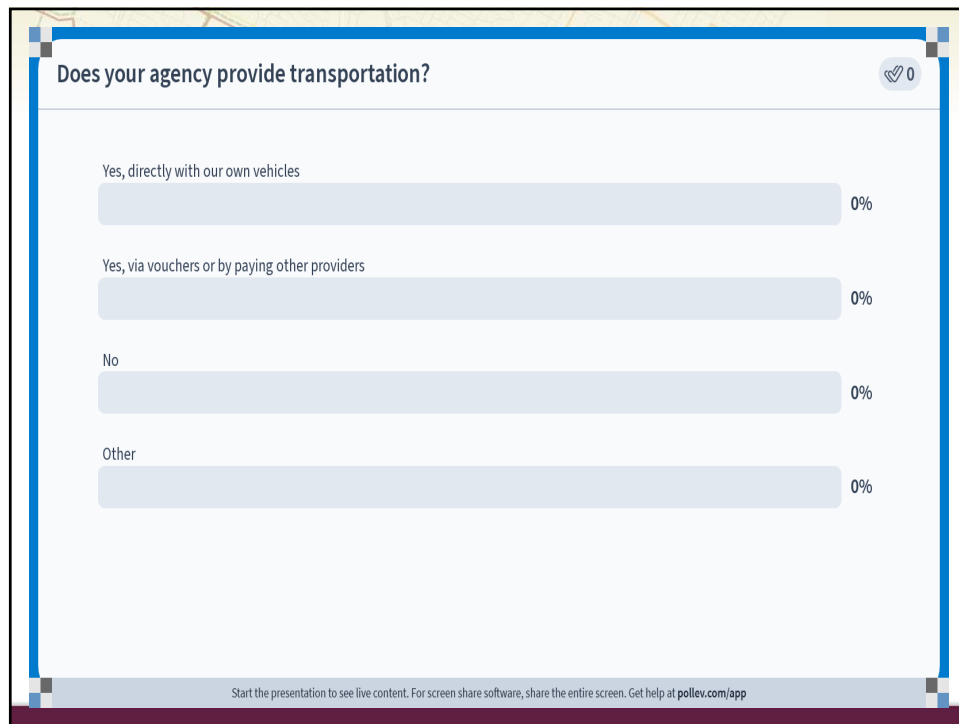 Does your agency provide transportation?
0
Yes, directly with our own vehicles
0%
Yes, via vouchers or by paying other providers
0%
No
0%
Other
0%
Start the presentation to see live content. For screen share software, share the entire screen. Get help at pollev.com/app